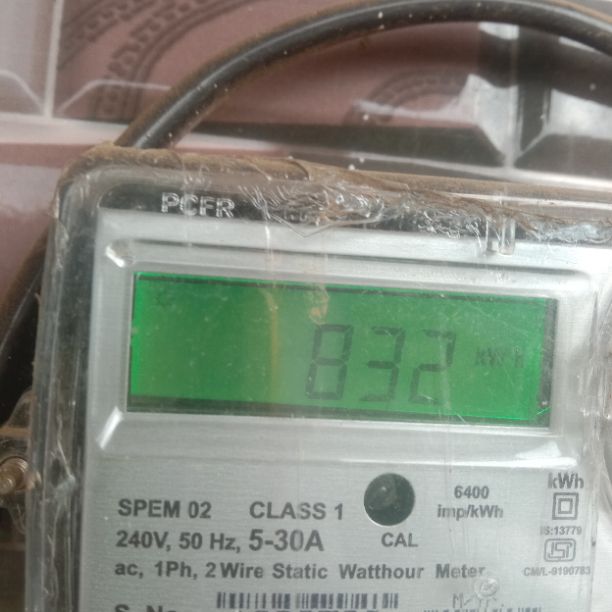 PCFR
832 kWh
SPEM 02 CLASS 1 6400 imp/kWh kWh
IS:13779
240V, 50 Hz, 5-30A CAL
CM/L-9190783
ac, 1Ph, 2 Wire Static Watthour Meter
S. No